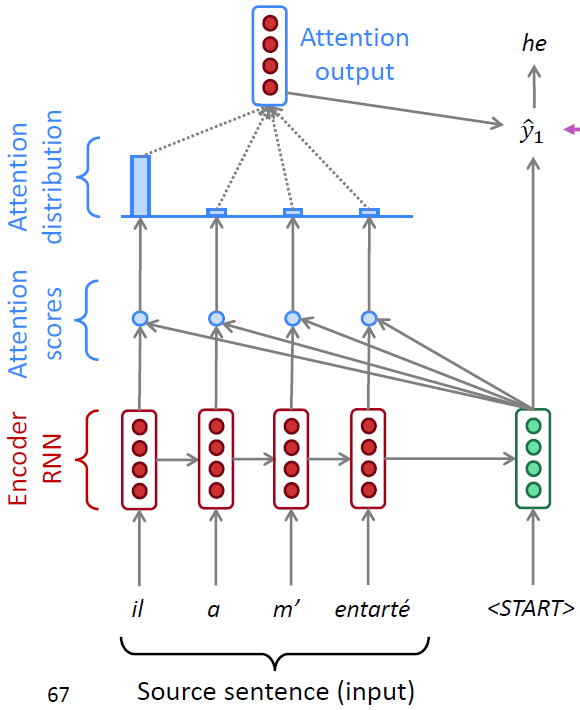 Attention
output
he
ŷ₁
Attention
distribution
Attention
scores
Encoder
RNN
il a m’ entarté <START>
Source sentence (input)
67